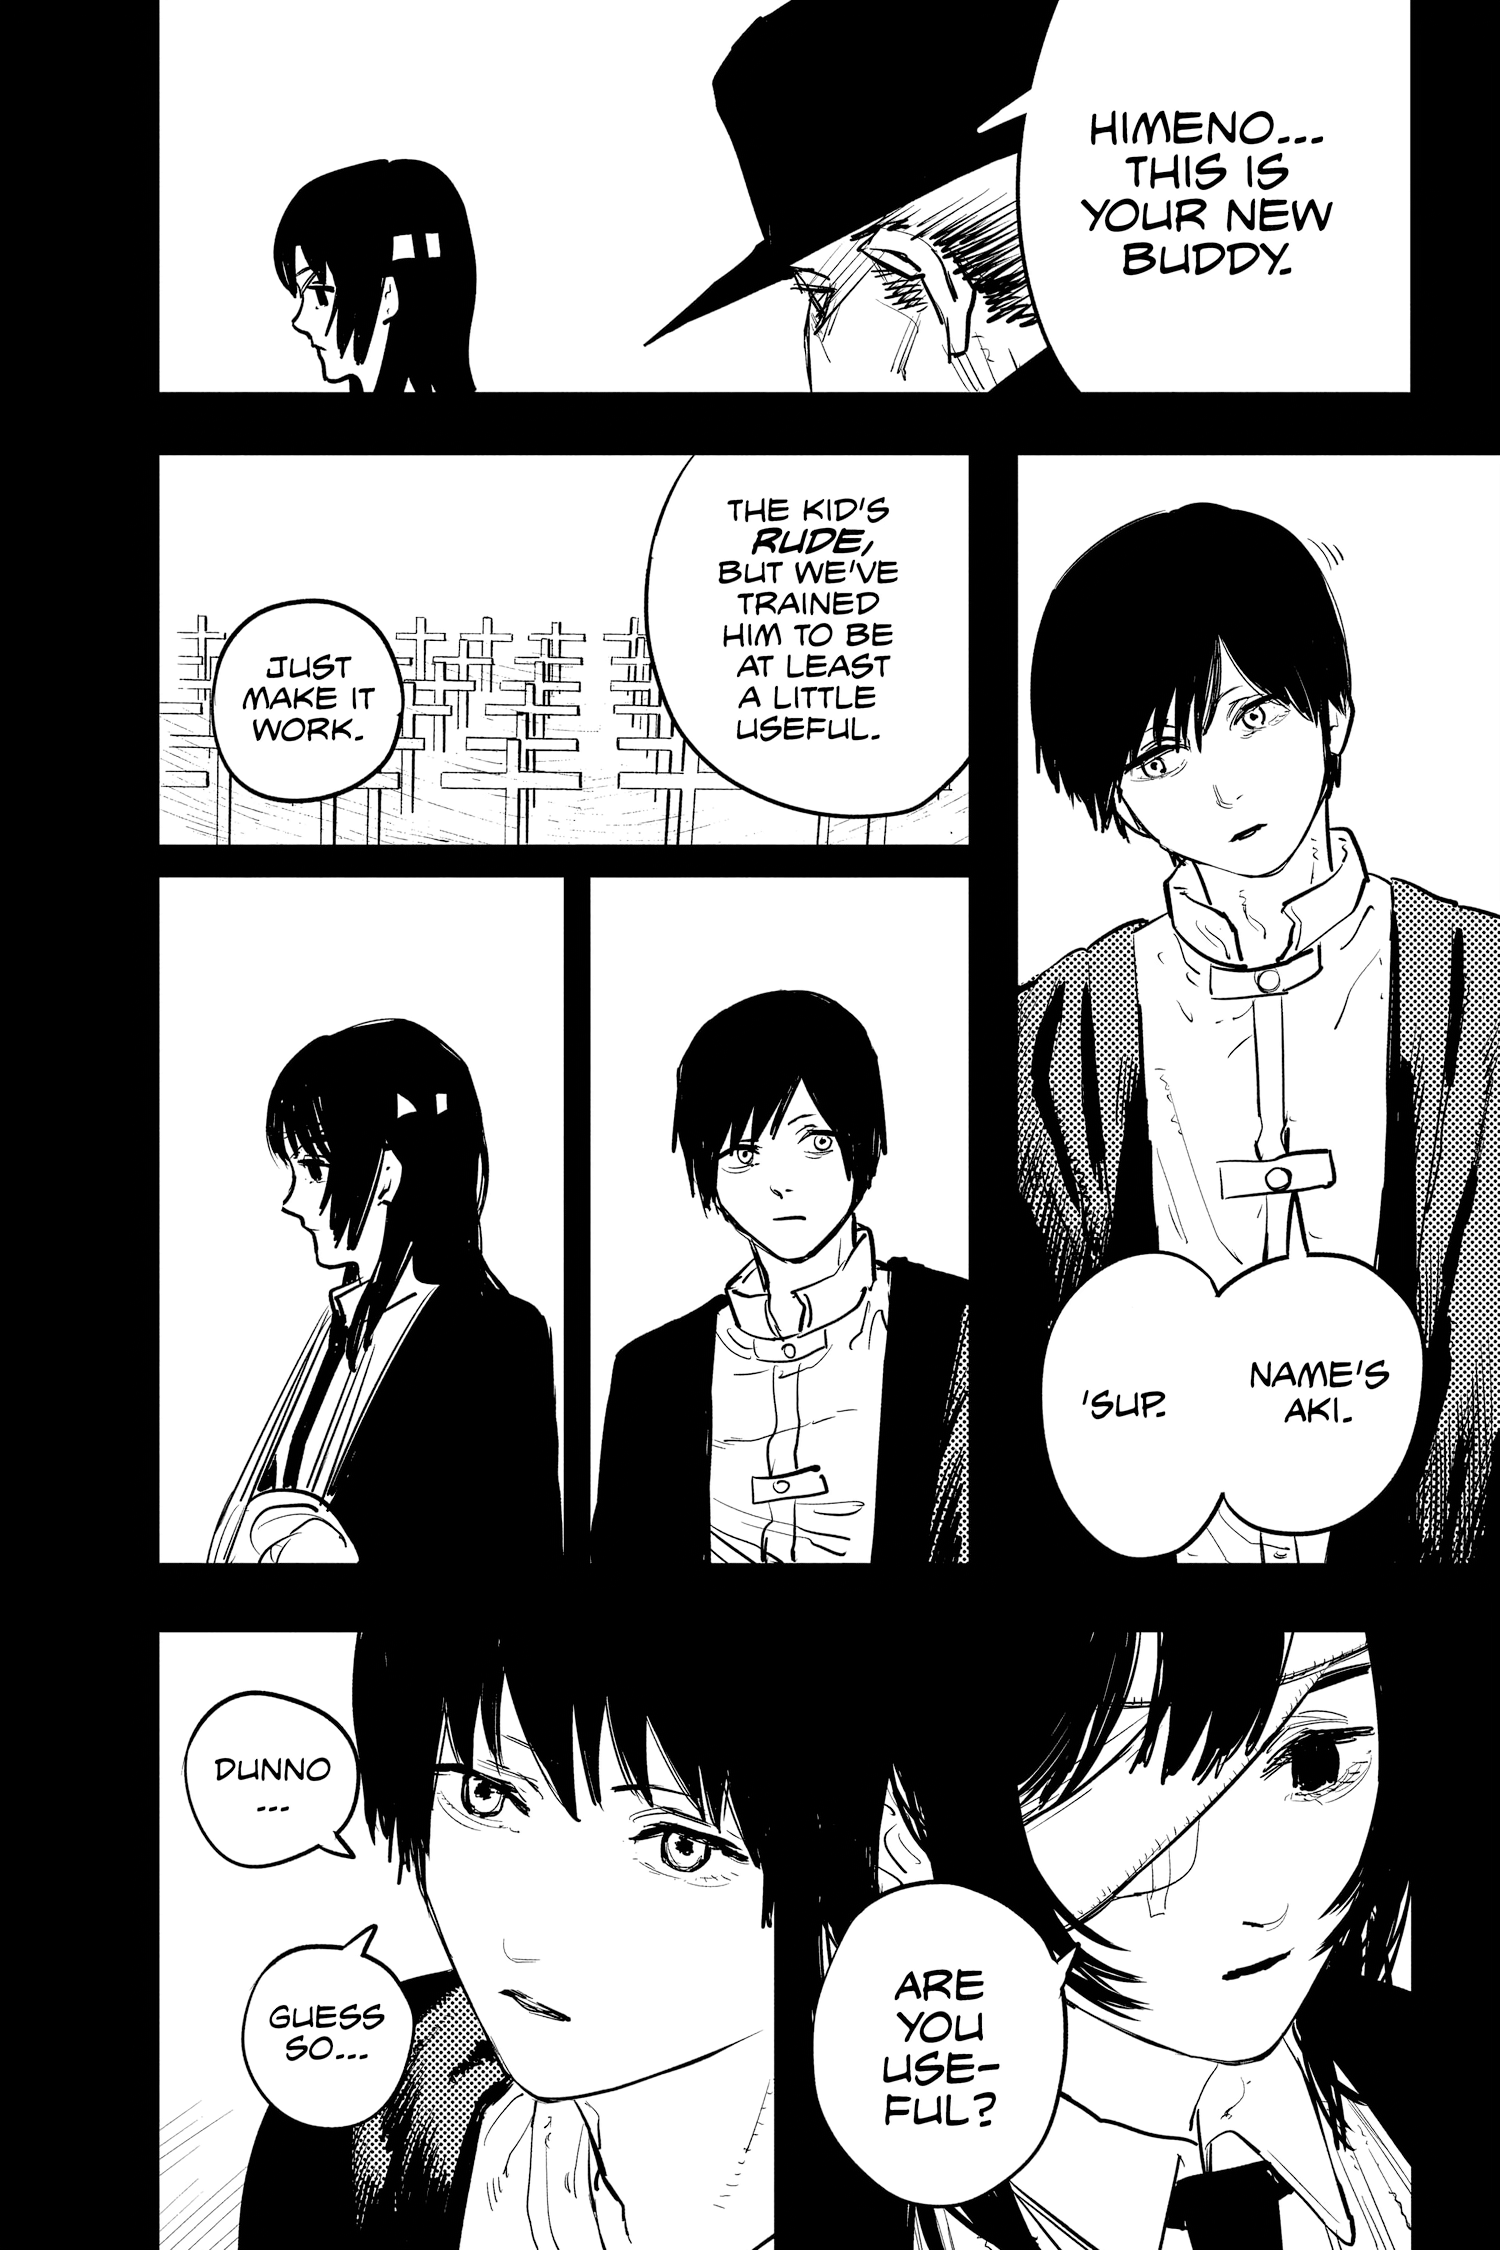 HIMENO...
THIS IS
YOUR NEW
BUDDY.
THE KID'S
RUDE,
BUT WE'VE
TRAINED
HIM TO BE
AT LEAST
A LITTLE
USEFUL.
JUST
MAKE IT
WORK.
NAME'S
AKI.
'SUP.
ARE
YOU
USE-
FUL?
DUNNO
...
GUESS
SO...